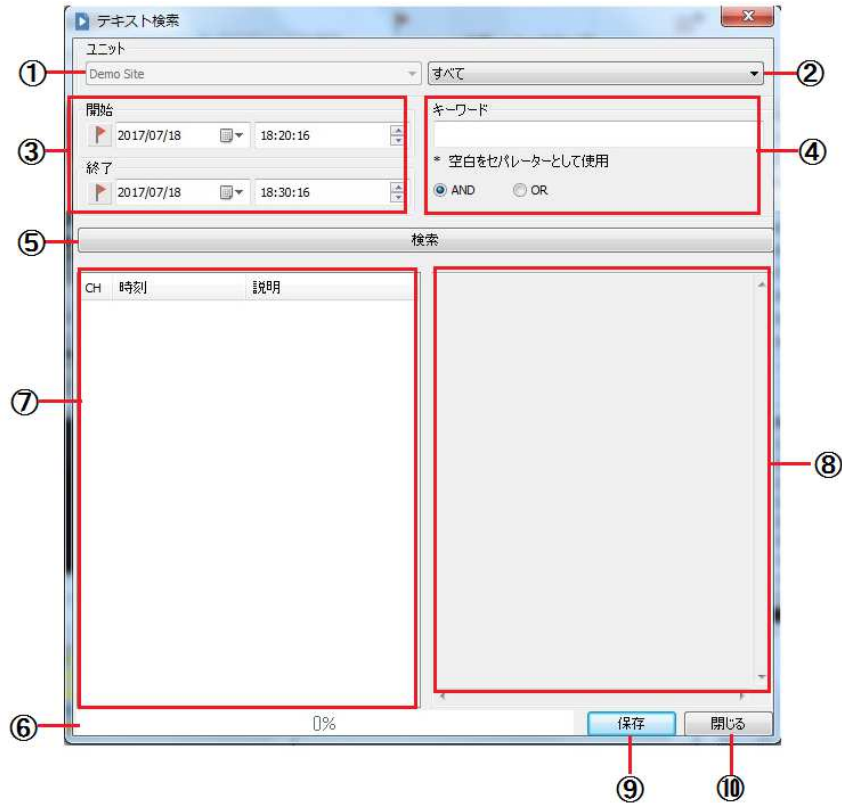 テキスト検索
ユニット
① Demo Site すべて ②
開始
キーワード
2017/07/18 18:20:16
③ ④
* 空白をセパレーターとして使用
終了
2017/07/18 18:30:16
AND OR
⑤ 検索
CH 時刻 説明
⑦
⑧
⑥ 0% 保存 閉じる
⑨ ⑩